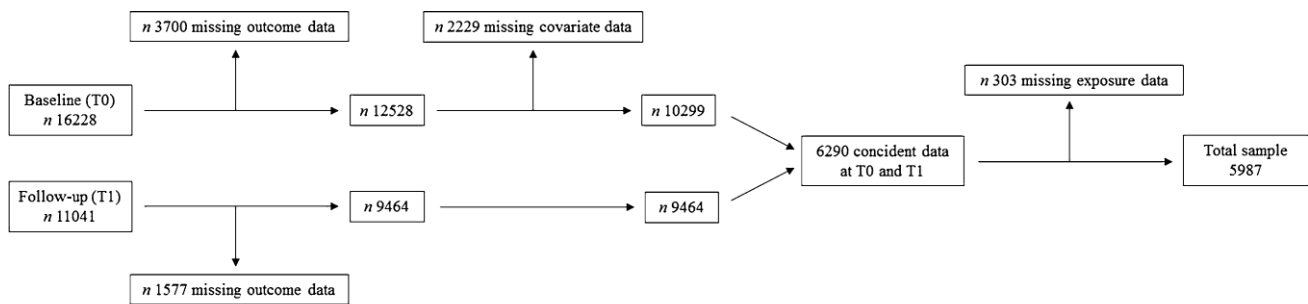 n 3700 missing outcome data
n 2229 missing covariate data
n 303 missing exposure data
Baseline (T0)
n 16228
n 12528
n 10299
6290 concident data
at T0 and T1
Total sample
5987
Follow-up (T1)
n 11041
n 9464
n 9464
n 1577 missing outcome data